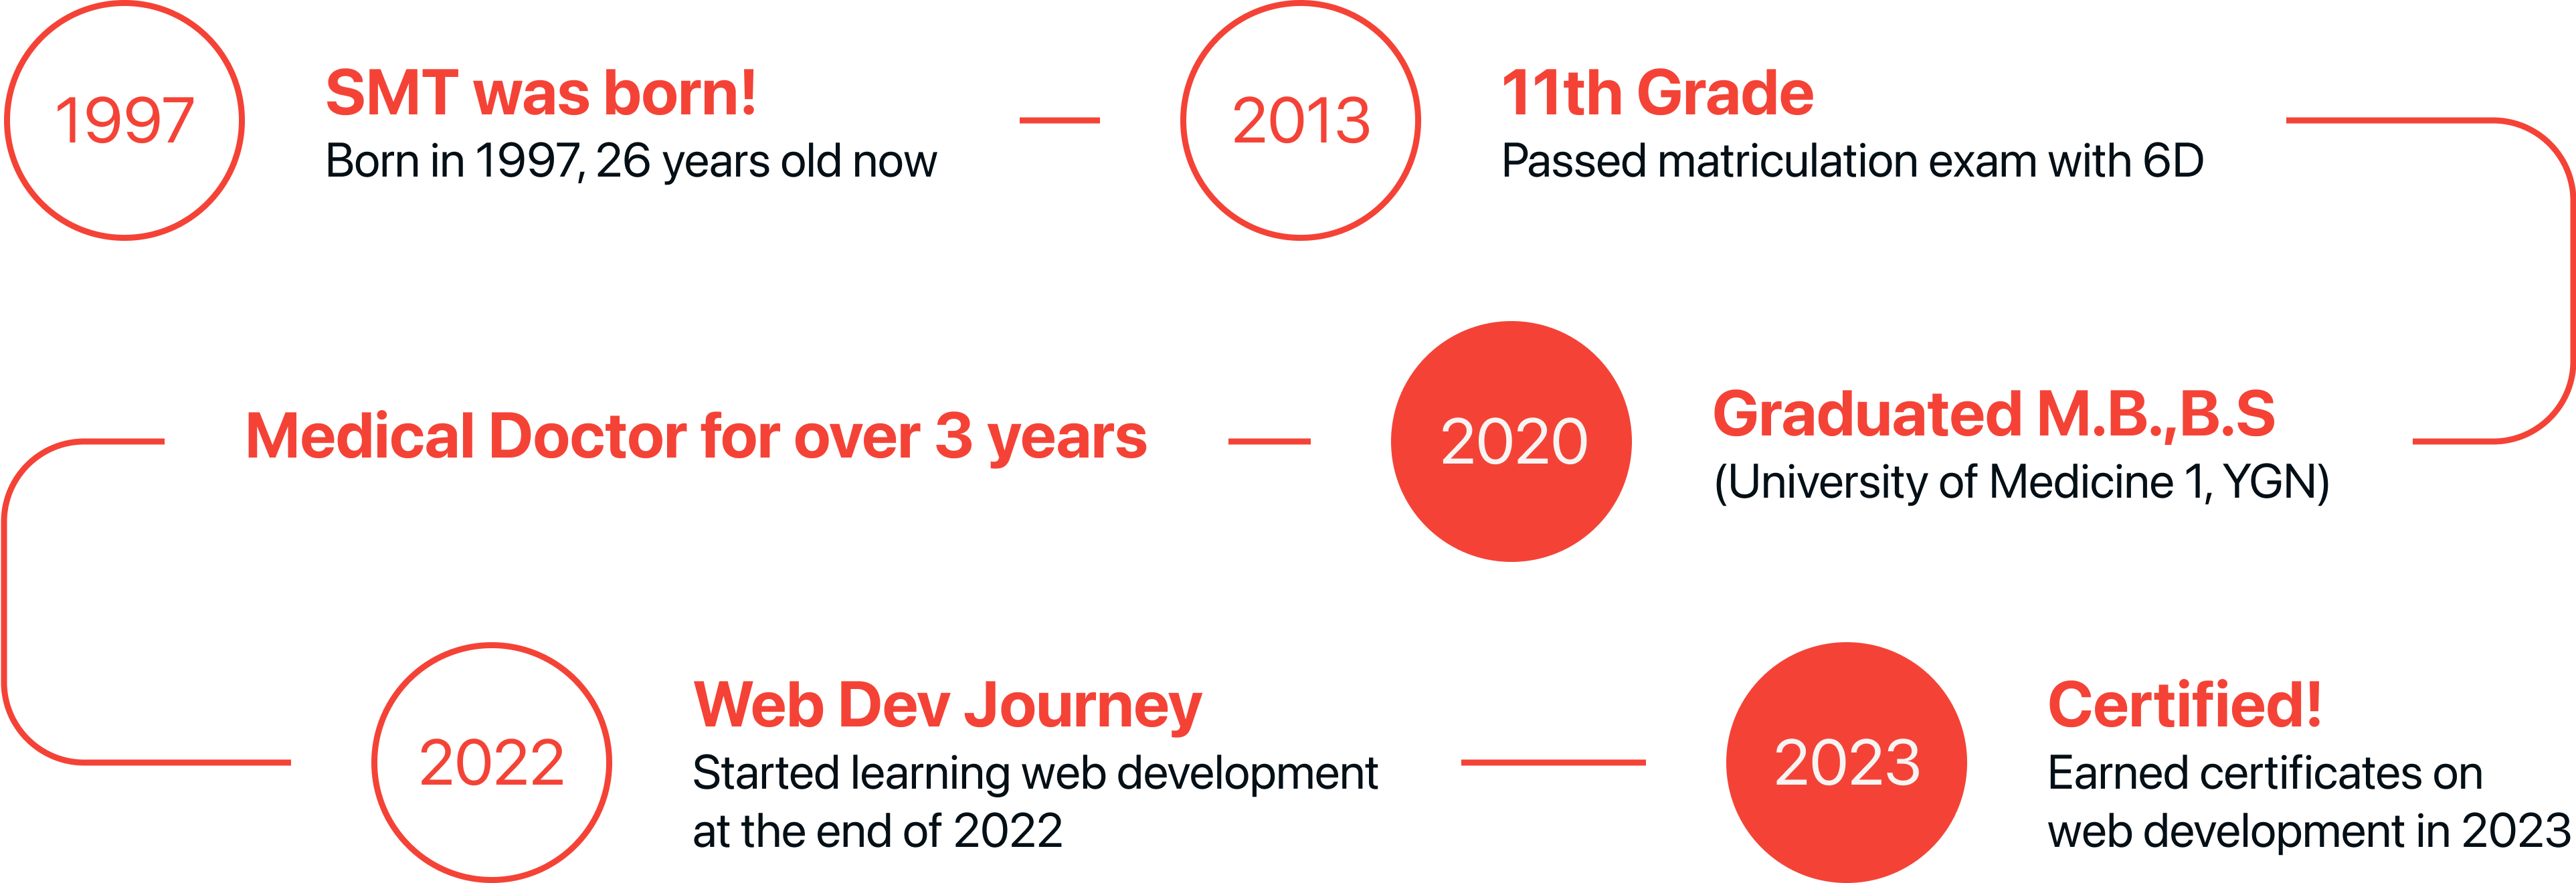 1997
SMT was born!
Born in 1997, 26 years old now
2013
11th Grade
Passed matriculation exam with 6D
2020
Graduated M.B.,B.S
(University of Medicine 1, YGN)
Medical Doctor for over 3 years
2022
Web Dev Journey
Started learning web development
at the end of 2022
2023
Certified!
Earned certificates on
web development in 2023